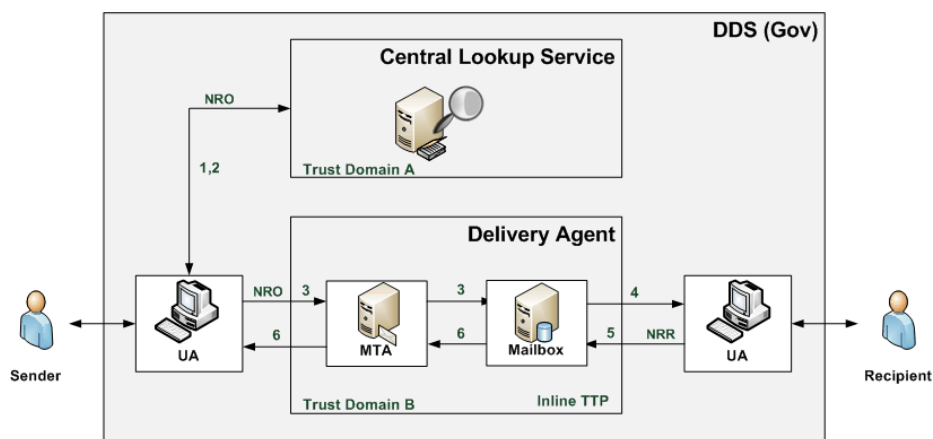 DDS (Gov)
Central Lookup Service
NRO
1,2
Trust Domain A
Delivery Agent
NRO 3
3
4
6
6
5 NRR
UA
MTA
Mailbox
UA
Sender
Recipient
Trust Domain B
Inline TTP